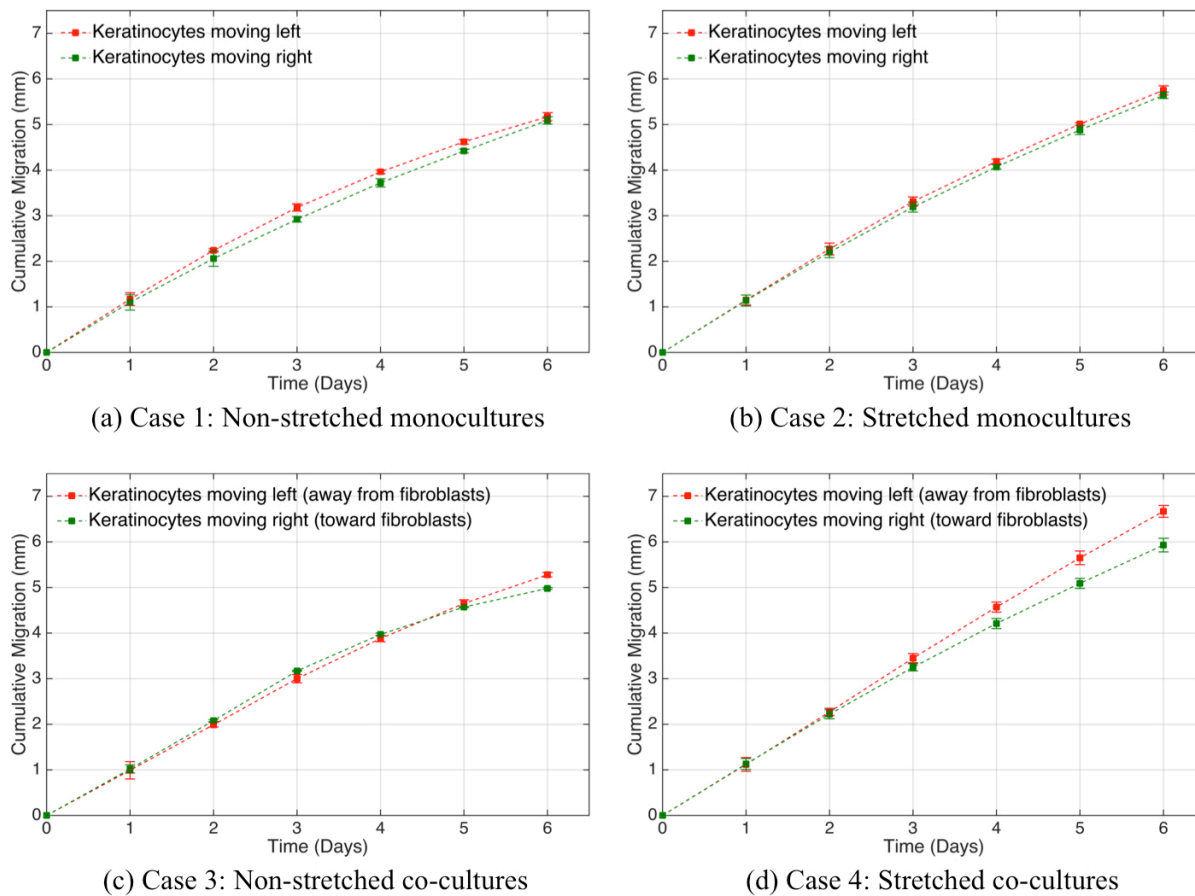 Keratinocytes moving left
Keratinocytes moving right
Cumulative Migration (mm)
7
6
5
4
3
2
1
0
0 1 2 3 4 5 6
Time (Days)
(a) Case 1: Non-stretched monocultures
Keratinocytes moving left
Keratinocytes moving right
Cumulative Migration (mm)
7
6
5
4
3
2
1
0
0 1 2 3 4 5 6
Time (Days)
(b) Case 2: Stretched monocultures
Keratinocytes moving left (away from fibroblasts)
Keratinocytes moving right (toward fibroblasts)
Cumulative Migration (mm)
7
6
5
4
3
2
1
0
0 1 2 3 4 5 6
Time (Days)
(c) Case 3: Non-stretched co-cultures
Keratinocytes moving left (away from fibroblasts)
Keratinocytes moving right (toward fibroblasts)
Cumulative Migration (mm)
7
6
5
4
3
2
1
0
0 1 2 3 4 5 6
Time (Days)
(d) Case 4: Stretched co-cultures